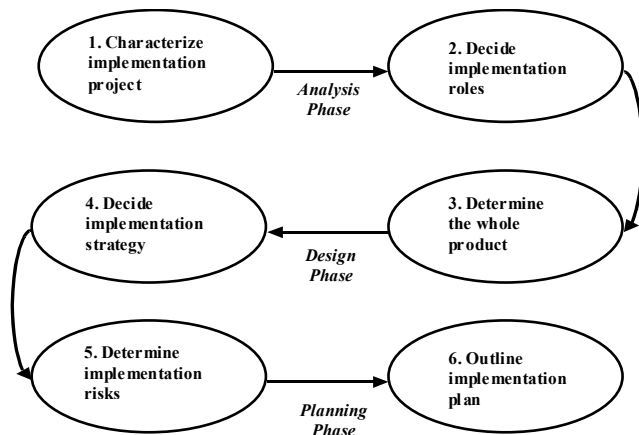 1. Characterize
implementation
project
Analysis
Phase
2. Decide
implementation
roles
3. Determine
the whole
product
Design
Phase
4. Decide
implementation
strategy
5. Determine
implementation
risks
Planning
Phase
6. Outline
implementation
plan